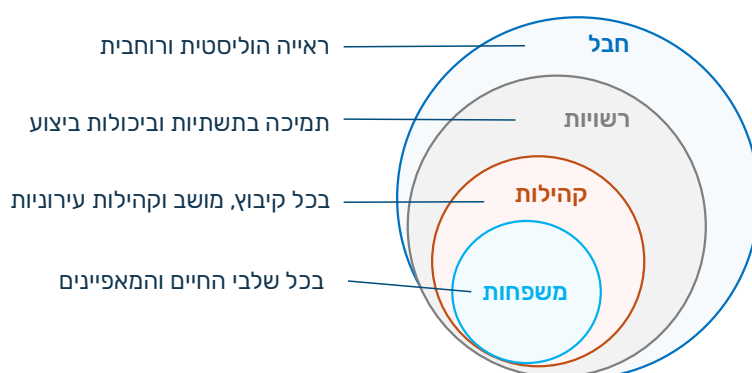 חבל
ראייה הוליסטית ורוחבית
רשויות
תמיכה בתשתיות וביכולות ביצוע
קהילות
בכל קיבוץ, מושב וקהילות עירוניות
משפחות
בכל שלבי החיים והמאפיינים